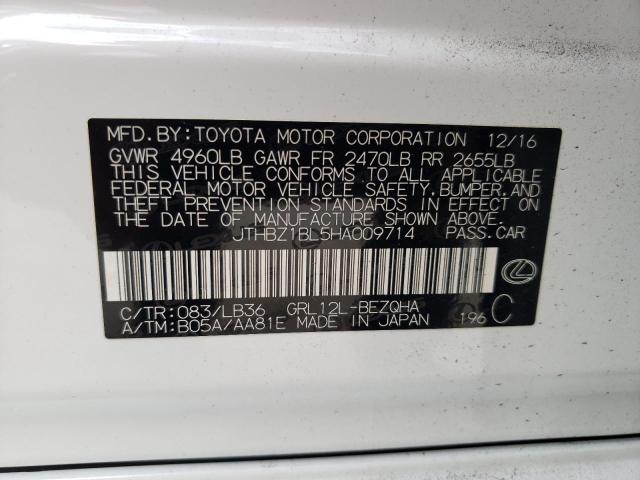 MFD.BY:TOYOTA MOTOR CORPORATION 12/16
GVWR 4960LB GAWR FR 2470LB RR 2655LB
THIS VEHICLE CONFORMS TO ALL APPLICABLE
FEDERAL MOTOR VEHICLE SAFETY,BUMPER,AND
THEFT PREVENTION STANDARDS IN EFFECT ON
THE DATE OF MANUFACTURE SHOWN ABOVE.
JTHBZ1BL5HA009714 PASS.CAR
C/TR:083/LB36 GRL12L-BEZQHA
A/TM:B05A/AA81E MADE IN JAPAN 196 C